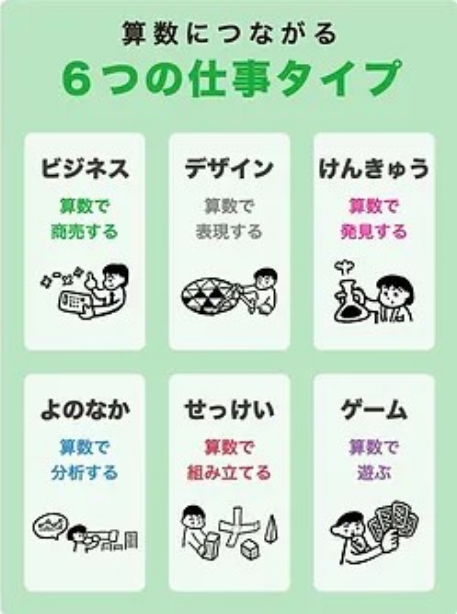 算数につながる
6つの仕事タイプ
ビジネス
算数で
商売する
デザイン
算数で
表現する
けんきゅう
算数で
発見する
よのなか
算数で
分析する
せっけい
算数で
組み立てる
ゲーム
算数で
遊ぶ